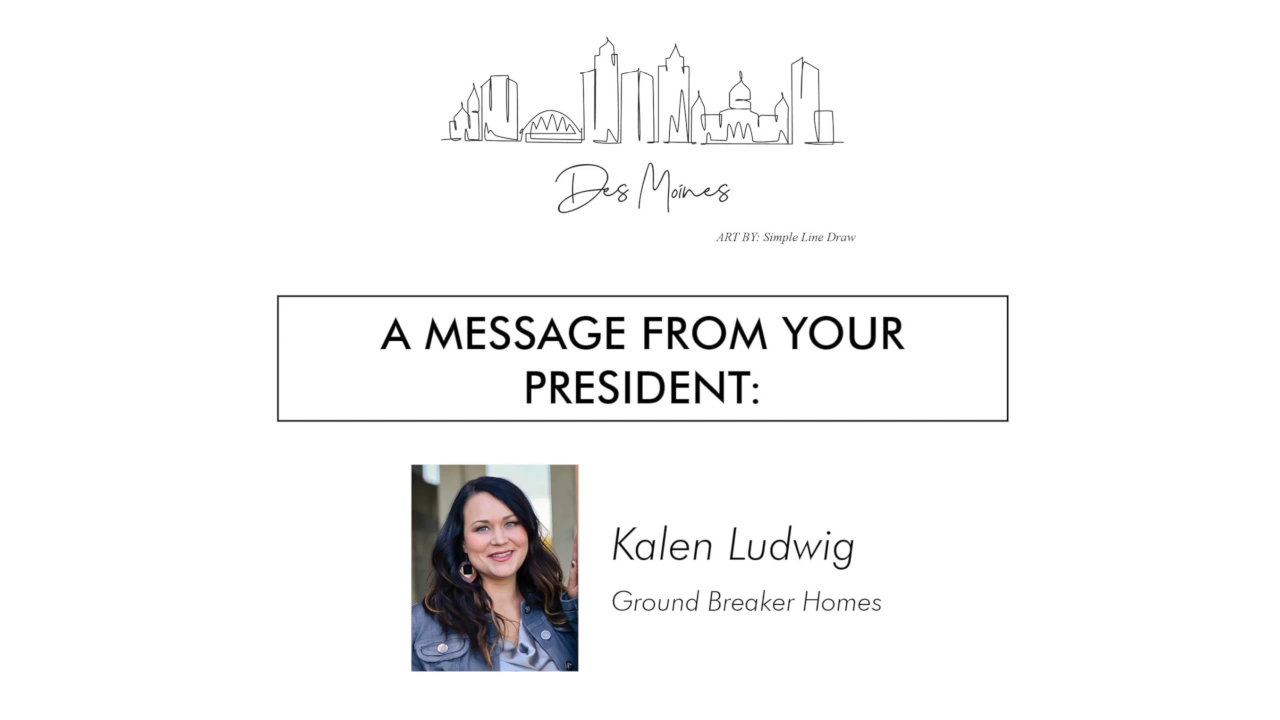 Des Moines
ART BY: Simple Line Draw
A MESSAGE FROM YOUR
PRESIDENT:
Kalen Ludwig
Ground Breaker Homes